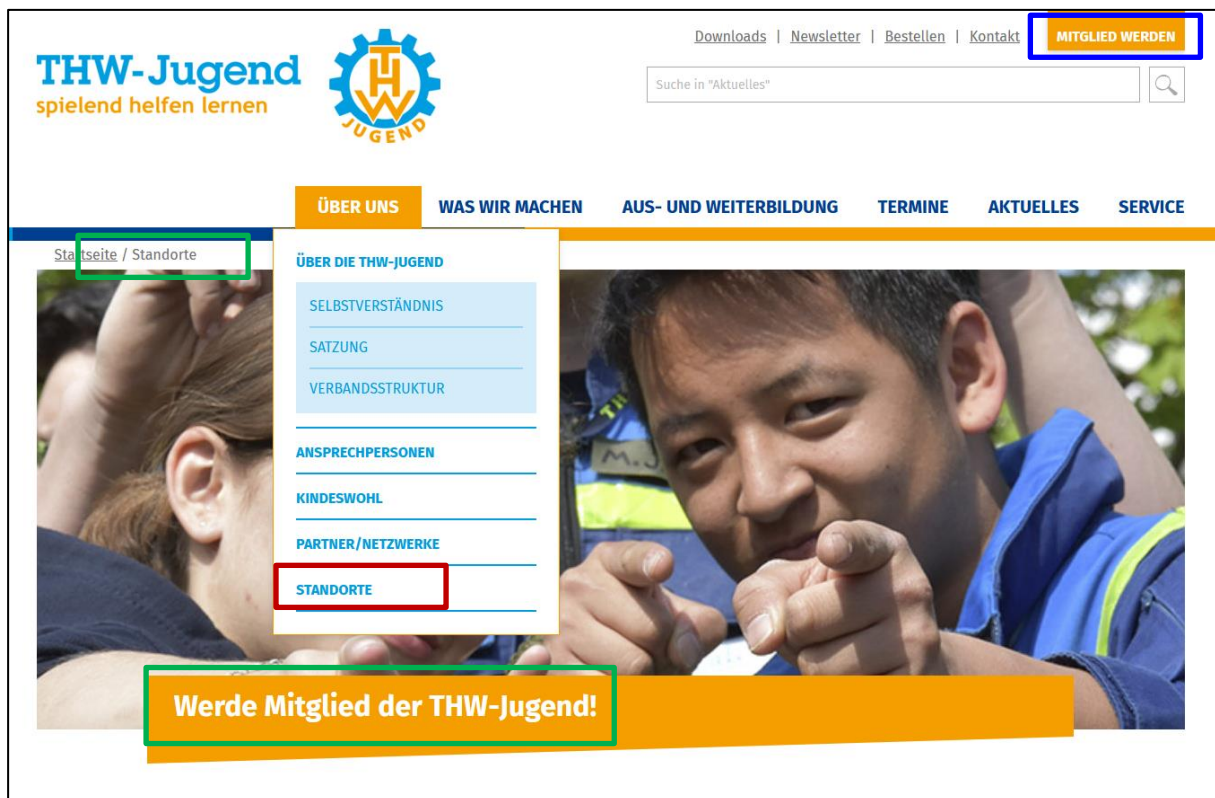 THW-Jugend
spielend helfen lernen
THW
JUGEND
Downloads | Newsletter | Bestellen | Kontakt
MITGLIED WERDEN
Suche in "Aktuelles"
ÜBER UNS WAS WIR MACHEN AUS- UND WEITERBILDUNG TERMINE AKTUELLES SERVICE
Startseite / Standorte
ÜBER DIE THW-JUGEND
SELBSTVERSTÄNDNIS
SATZUNG
VERBANDSSTRUKTUR
ANSPRECHPERSONEN
KINDESWOHL
PARTNER/NETZWERKE
STANDORTE
TH
M.J
Werde Mitglied der THW-Jugend!